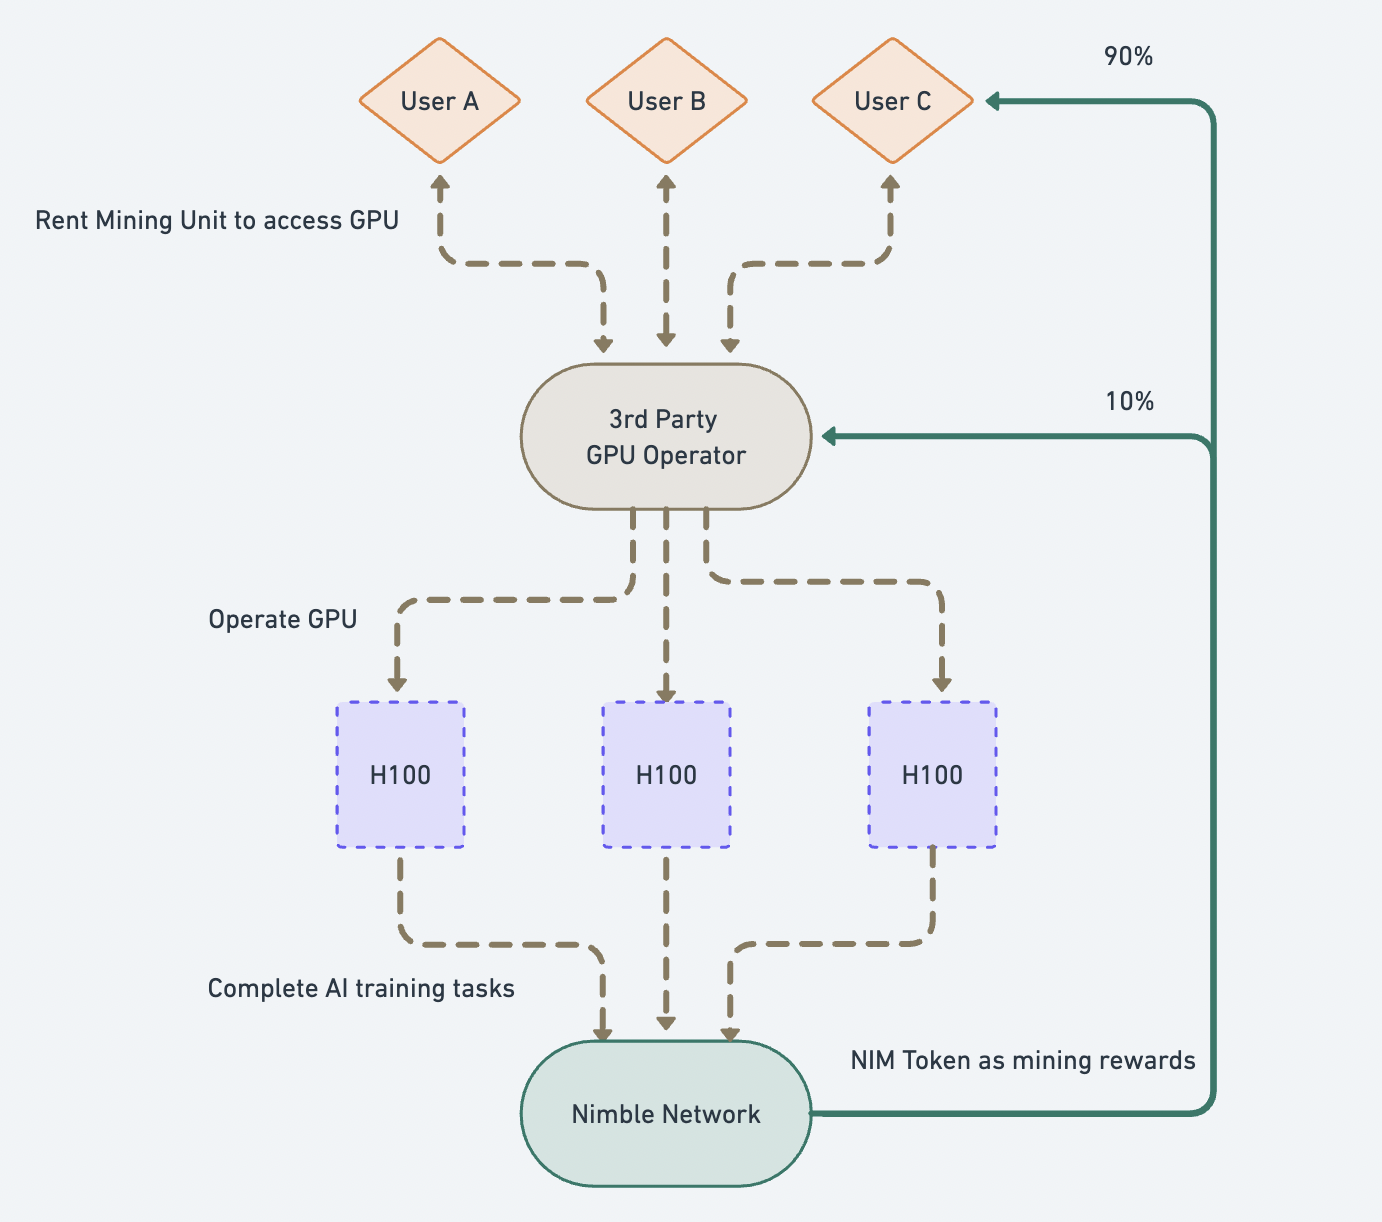 90%
User A
User B
User C
Rent Mining Unit to access GPU
10%
3rd Party
GPU Operator
Operate GPU
H100
H100
H100
Complete AI training tasks
NIM Token as mining rewards
Nimble Network